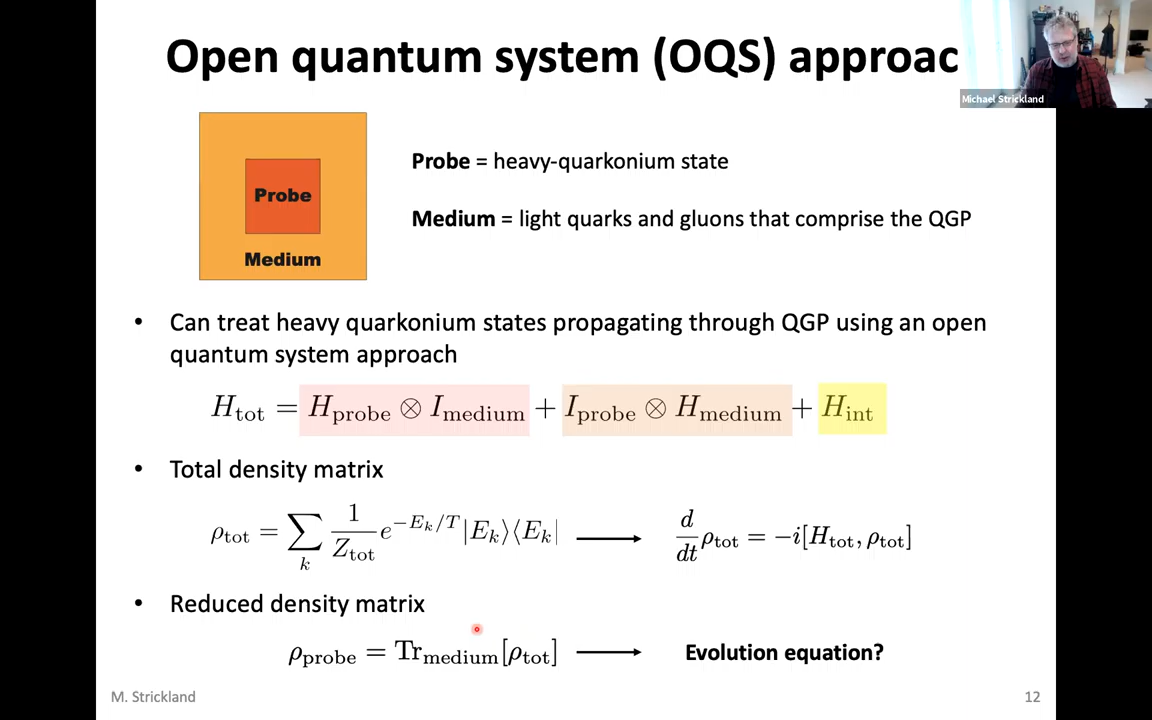 Open quantum system (OQS) approac
Michael Strickland
Probe
Medium
Probe = heavy-quarkonium state
Medium = light quarks and gluons that comprise the QGP
• Can treat heavy quarkonium states propagating through QGP using an open
quantum system approach
H_tot = H_probe ⊗ I_medium + I_probe ⊗ H_medium + H_int
• Total density matrix
ρ_tot = ∑_k 1/Z_tot e^{-E_k/T} |E_k⟩⟨E_k| ⟶ d/dt ρ_tot = −i[H_tot, ρ_tot]
• Reduced density matrix
ρ_probe = Tr_medium[ρ_tot] ⟶ Evolution equation?
M. Strickland
12